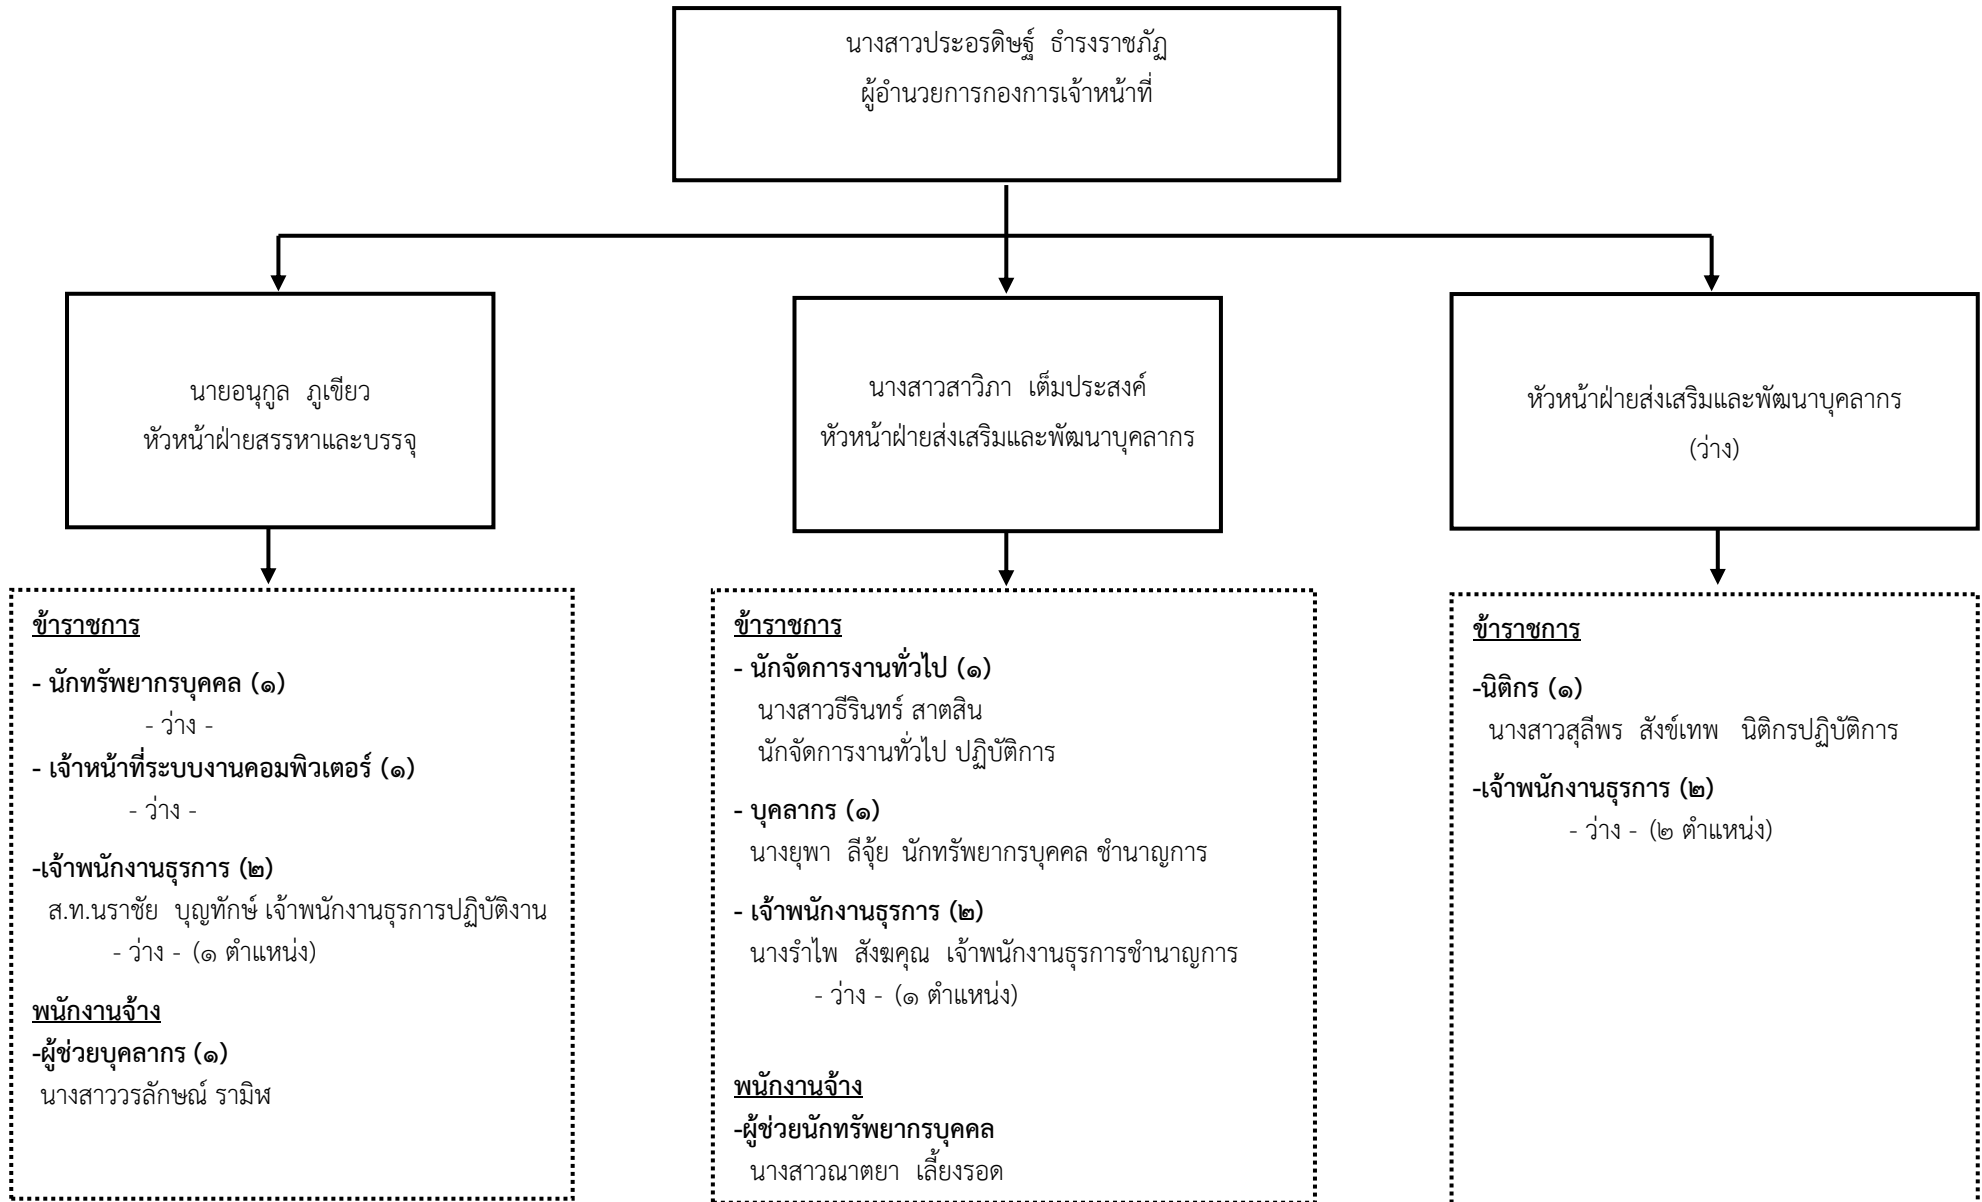 นางสาวประอรดิษฐ์ ธำรงราชภัฏ
ผู้อำนวยการกองการเจ้าหน้าที่
นายอนุกูล ภูเขียว
หัวหน้าฝ่ายสรรหาและบรรจุ
นางสาวสาวิภา เต็มประสงค์
หัวหน้าฝ่ายส่งเสริมและพัฒนาบุคลากร
หัวหน้าฝ่ายส่งเสริมและพัฒนาบุคลากร
(ว่าง)
ข้าราชการ
- นักทรัพยากรบุคคล (๑)
- ว่าง -
- เจ้าหน้าที่ระบบงานคอมพิวเตอร์ (๑)
- ว่าง -
-เจ้าพนักงานธุรการ (๒)
ส.ท.นราชัย บุญทักษ์ เจ้าพนักงานธุรการปฏิบัติงาน
- ว่าง - (๑ ตำแหน่ง)
พนักงานจ้าง
-ผู้ช่วยบุคลากร (๑)
นางสาววรลักษณ์ รามิฬ
ข้าราชการ
- นักจัดการงานทั่วไป (๑)
นางสาวธีรินทร์ สาตสิน
นักจัดการงานทั่วไป ปฏิบัติการ
- บุคลากร (๑)
นางยุพา ลีจุ้ย นักทรัพยากรบุคคล ชำนาญการ
- เจ้าพนักงานธุรการ (๒)
นางรำไพ สังฆคุณ เจ้าพนักงานธุรการชำนาญการ
- ว่าง - (๑ ตำแหน่ง)
พนักงานจ้าง
-ผู้ช่วยนักทรัพยากรบุคคล
นางสาวณาตยา เลี้ยงรอด
ข้าราชการ
-นิติกร (๑)
นางสาวสุลีพร สังข์เทพ นิติกรปฏิบัติการ
-เจ้าพนักงานธุรการ (๒)
- ว่าง - (๒ ตำแหน่ง)